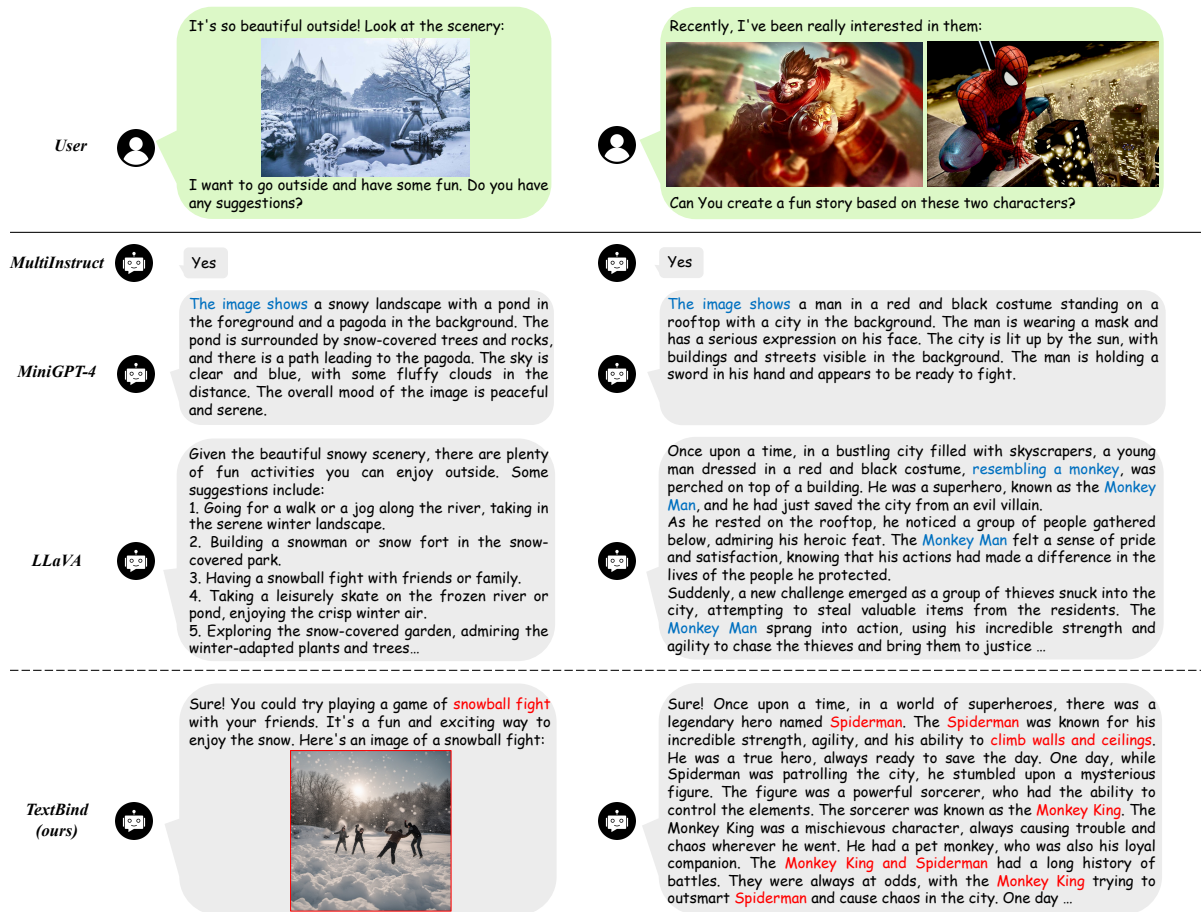 It's so beautiful outside! Look at the scenery:
I want to go outside and have some fun. Do you have
any suggestions?
Recently, I've been really interested in them:
Can You create a fun story based on these two characters?
User
MultiInstruct
Yes
Yes
MiniGPT-4
The image shows a snowy landscape with a pond in
the foreground and a pagoda in the background. The
pond is surrounded by snow-covered trees and rocks,
and there is a path leading to the pagoda. The sky is
clear and blue, with some fluffy clouds in the
distance. The overall mood of the image is peaceful
and serene.
The image shows a man in a red and black costume standing on a
rooftop with a city in the background. The man is wearing a mask and
has a serious expression on his face. The city is lit up by the sun, with
buildings and streets visible in the background. The man is holding a
sword in his hand and appears to be ready to fight.
LLaVA
Given the beautiful snowy scenery, there are plenty
of fun activities you can enjoy outside. Some
suggestions include:
1. Going for a walk or a jog along the river, taking in
the serene winter landscape.
2. Building a snowman or snow fort in the snow-
covered park.
3. Having a snowball fight with friends or family.
4. Taking a leisurely skate on the frozen river or
pond, enjoying the crisp winter air.
5. Exploring the snow-covered garden, admiring the
winter-adapted plants and trees…
Once upon a time, in a bustling city filled with skyscrapers, a young
man dressed in a red and black costume, resembling a monkey, was
perched on top of a building. He was a superhero, known as the Monkey
Man, and he had just saved the city from an evil villain.
As he rested on the rooftop, he noticed a group of people gathered
below, admiring his heroic feat. The Monkey Man felt a sense of pride
and satisfaction, knowing that his actions had made a difference in the
lives of the people he protected.
Suddenly, a new challenge emerged as a group of thieves snuck into the
city, attempting to steal valuable items from the residents. The
Monkey Man sprang into action, using his incredible strength and
agility to chase the thieves and bring them to justice …
TextBind
(ours)
Sure! You could try playing a game of snowball fight
with your friends. It's a fun and exciting way to
enjoy the snow. Here's an image of a snowball fight:
Sure! Once upon a time, in a world of superheroes, there was a
legendary hero named Spiderman. The Spiderman was known for his
incredible strength, agility, and his ability to climb walls and ceilings.
He was a true hero, always ready to save the day. One day, while
Spiderman was patrolling the city, he stumbled upon a mysterious
figure. The figure was a powerful sorcerer, who had the ability to
control the elements. The sorcerer was known as the Monkey King. The
Monkey King was a mischievous character, always causing trouble and
chaos wherever he went. He had a pet monkey, who was also his loyal
companion. The Monkey King and Spiderman had a long history of
battles. They were always at odds, with the Monkey King trying to
outsmart Spiderman and cause chaos in the city. One day …